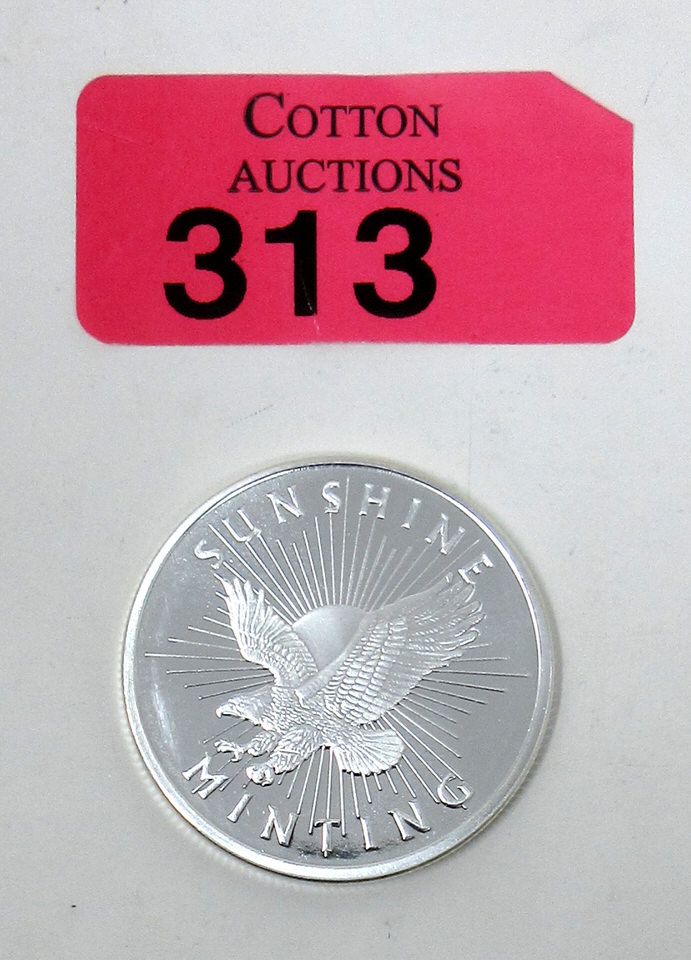 COTTON
AUCTIONS
313
SUNSHINE
MINTING